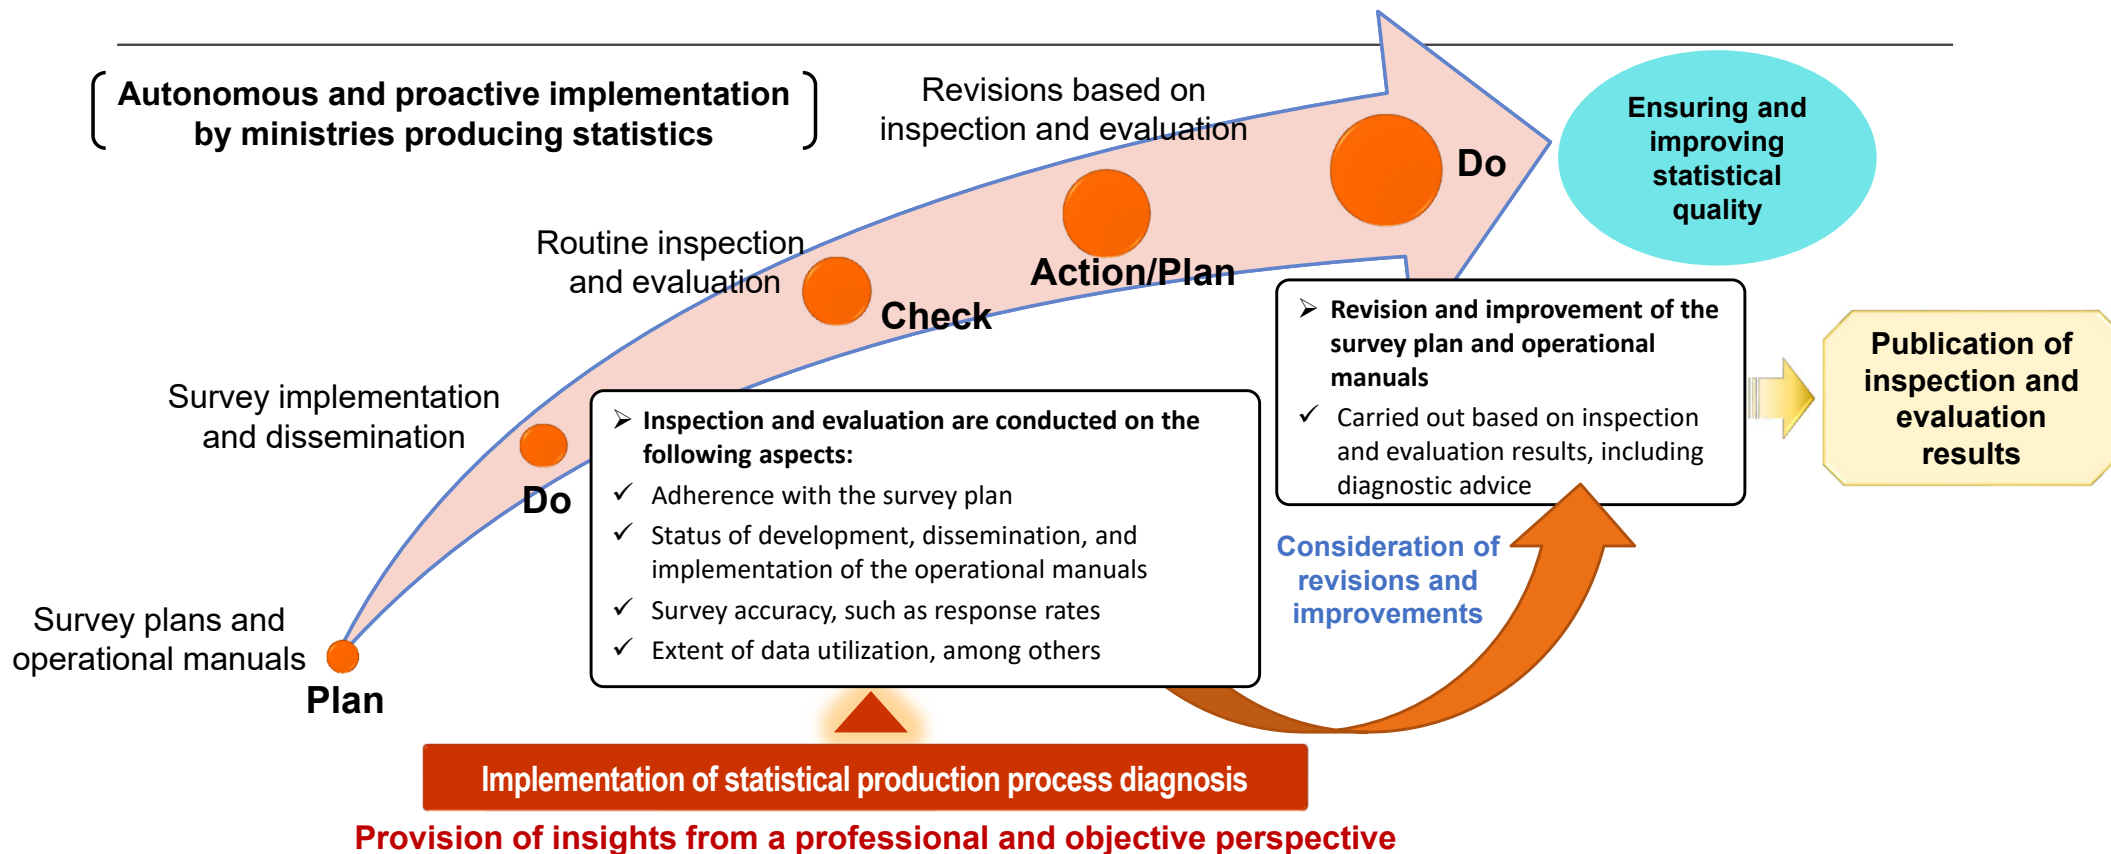 Autonomous and proactive implementation
by ministries producing statistics
Revisions based on
inspection and evaluation
Do
Ensuring and
improving
statistical
quality
Routine inspection
and evaluation
Action/Plan
Check
Survey implementation
and dissemination
Do
Survey plans and
operational manuals
Plan
➢ Inspection and evaluation are conducted on the
following aspects:
✓ Adherence with the survey plan
✓ Status of development, dissemination, and
implementation of the operational manuals
✓ Survey accuracy, such as response rates
✓ Extent of data utilization, among others
➢ Revision and improvement of the
survey plan and operational
manuals
✓ Carried out based on inspection
and evaluation results, including
diagnostic advice
Publication of
inspection and
evaluation
results
Consideration of
revisions and
improvements
Implementation of statistical production process diagnosis
Provision of insights from a professional and objective perspective